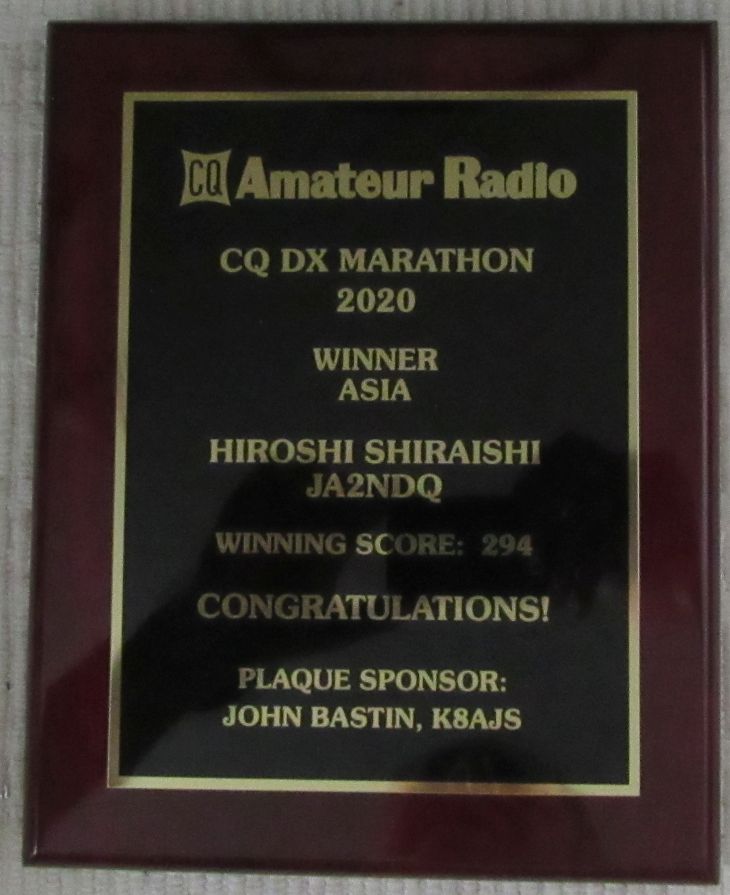 CQ Amateur Radio
CQ DX MARATHON
2020
WINNER
ASIA
HIROSHI SHIRAISHI
JA2NDQ
WINNING SCORE: 294
CONGRATULATIONS!
PLAQUE SPONSOR:
JOHN BASTIN, K8AJS